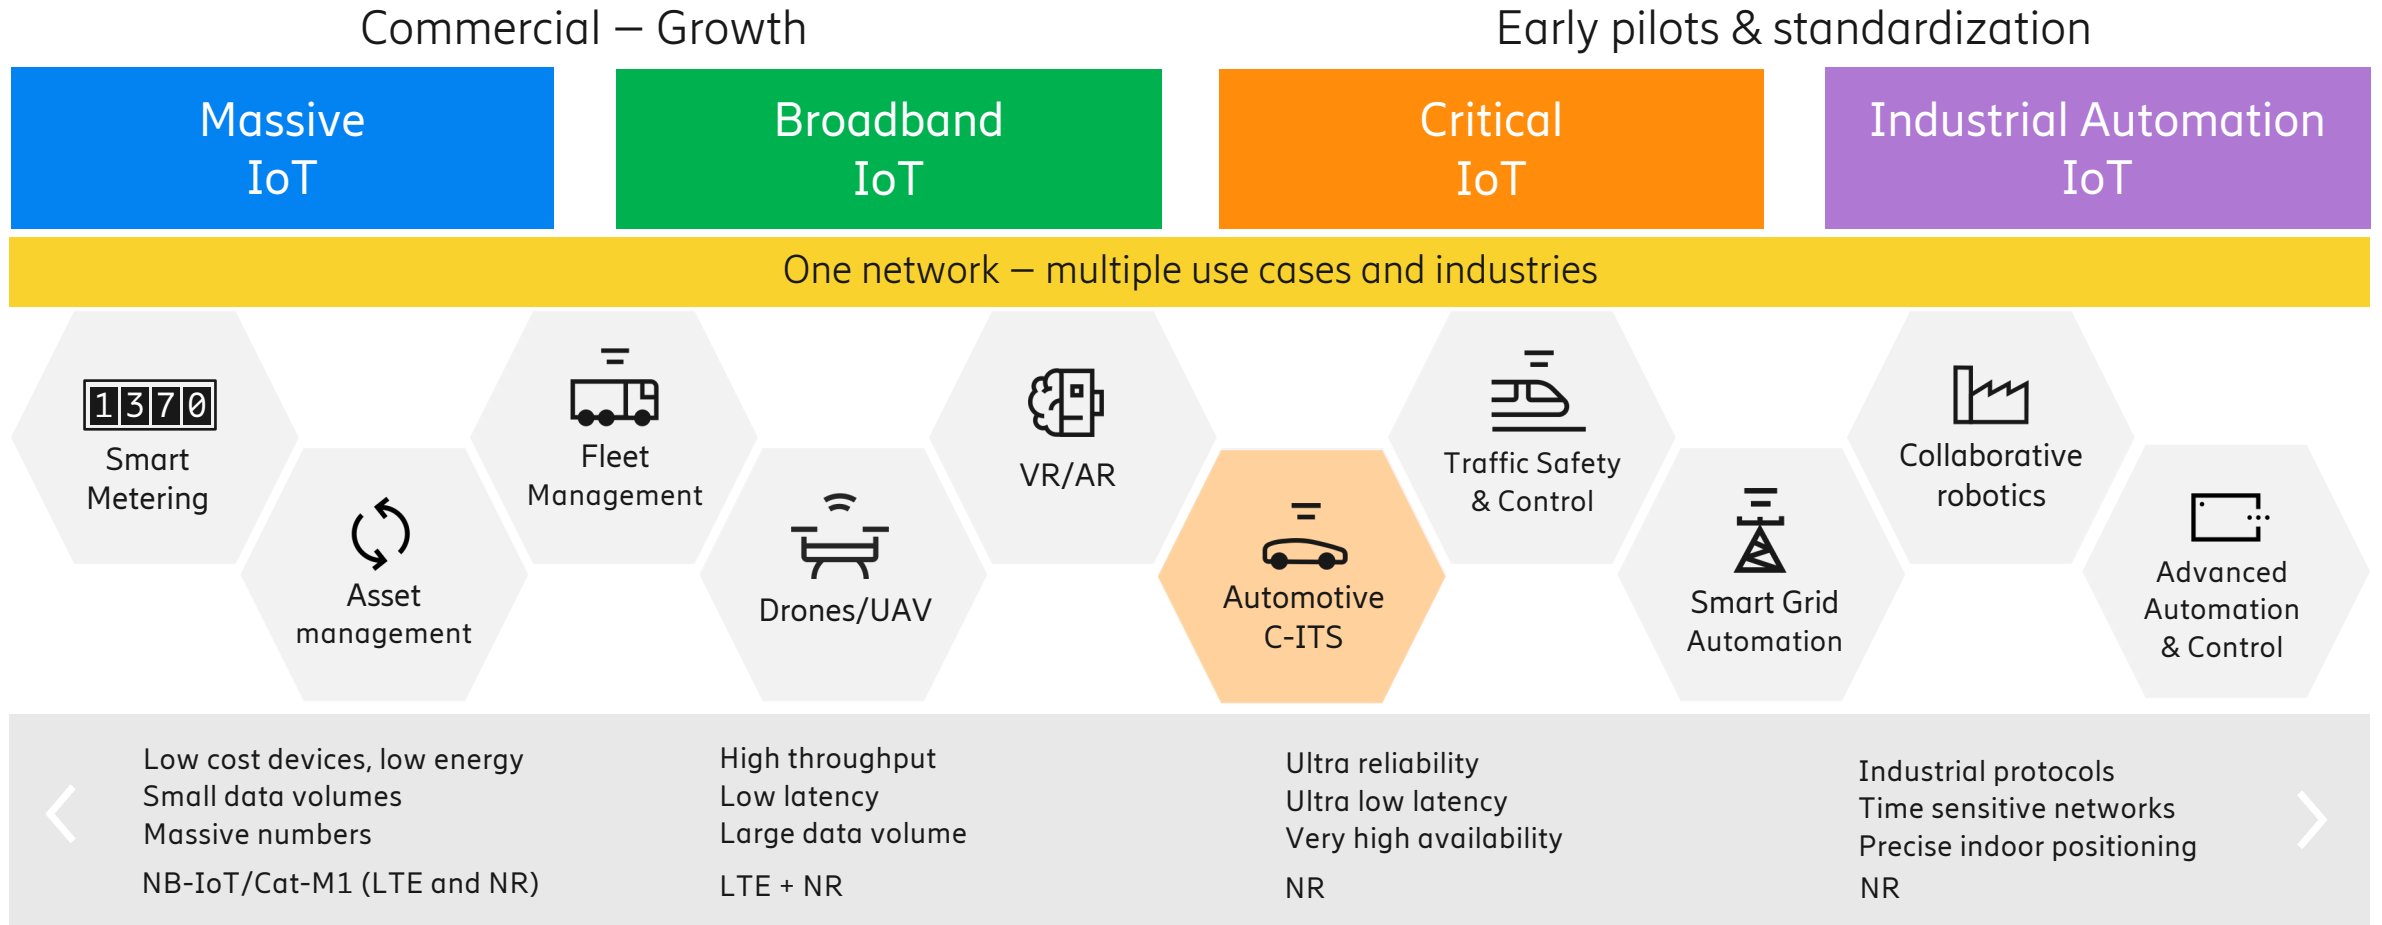 Commercial – Growth
Early pilots & standardization
Massive
IoT
Broadband
IoT
Critical
IoT
Industrial Automation
IoT
One network – multiple use cases and industries
1370
Smart
Metering
Asset
management
Fleet
Management
Drones/UAV
VR/AR
Automotive
C-ITS
Traffic Safety
& Control
Smart Grid
Automation
Collaborative
robotics
Advanced
Automation
& Control
Low cost devices, low energy
Small data volumes
Massive numbers
NB-IoT/Cat-M1 (LTE and NR)
High throughput
Low latency
Large data volume
LTE + NR
Ultra reliability
Ultra low latency
Very high availability
NR
Industrial protocols
Time sensitive networks
Precise indoor positioning
NR